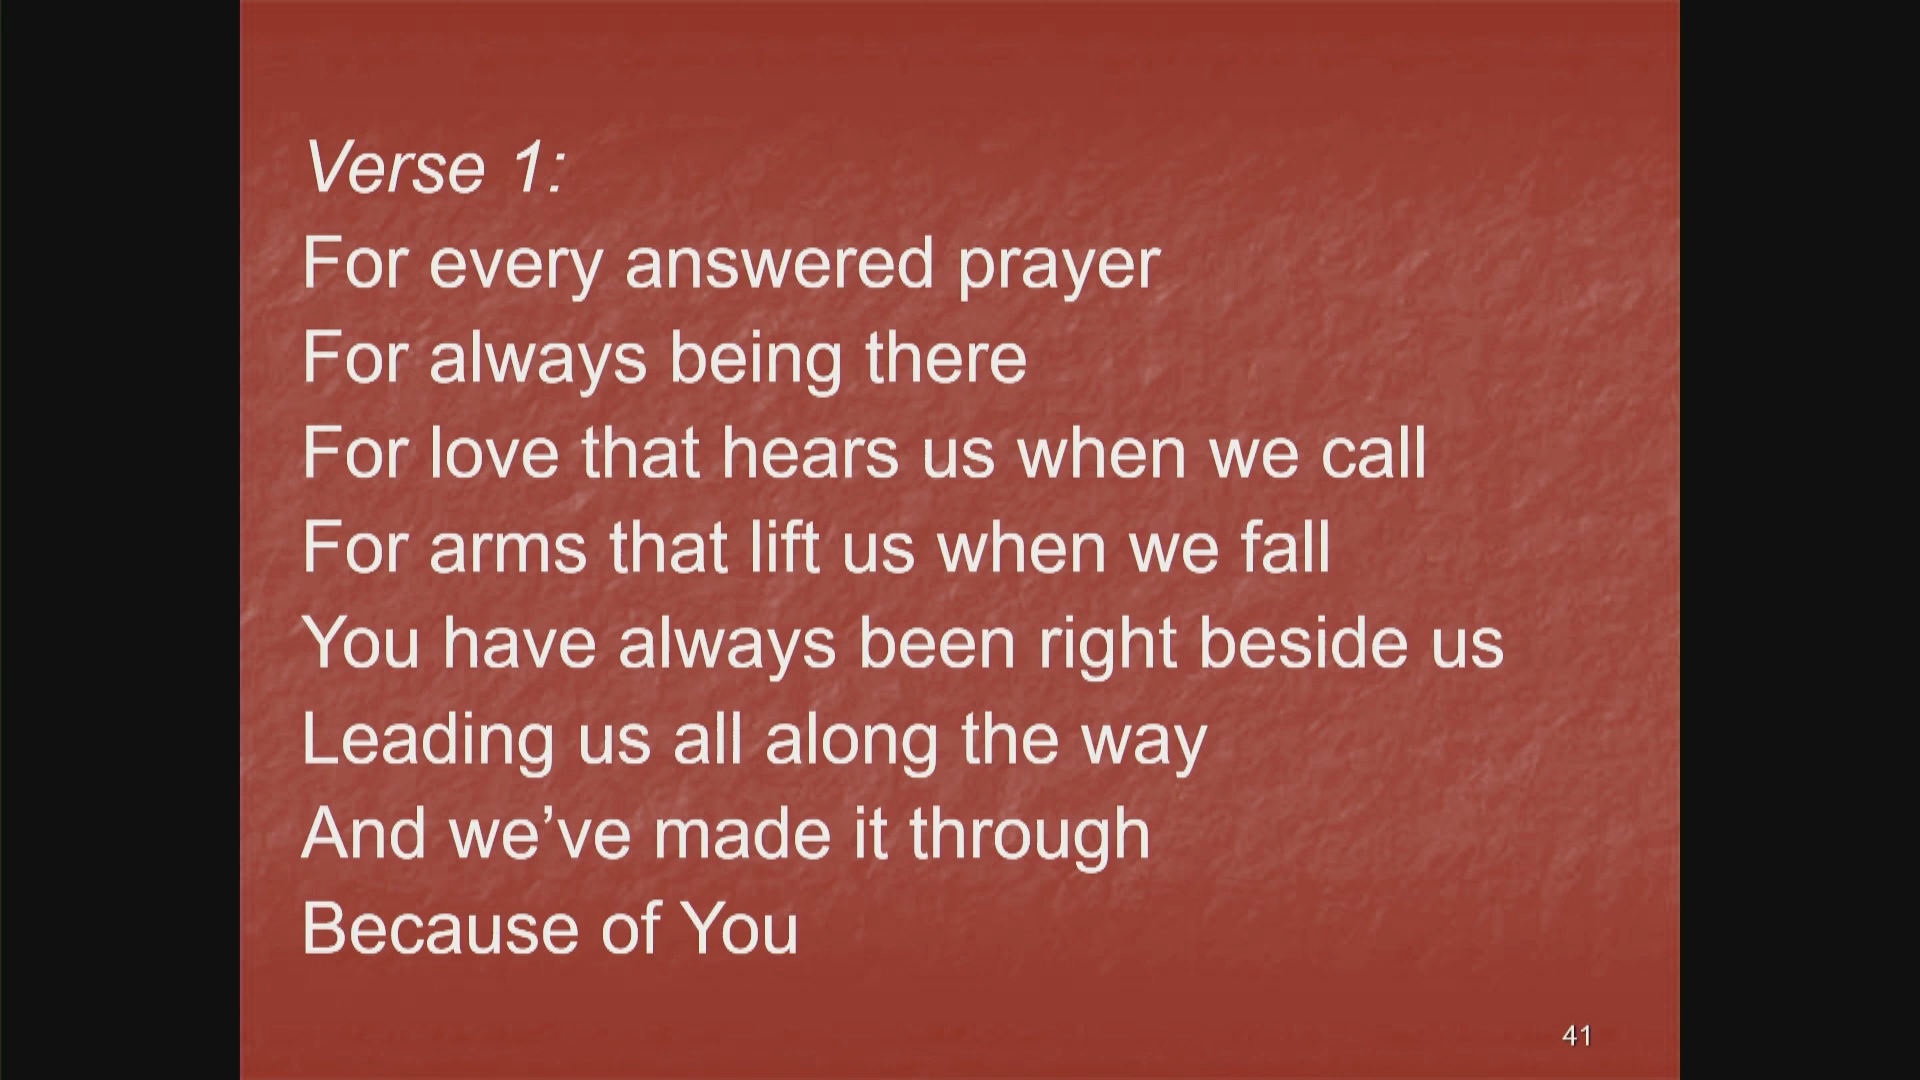 Verse 1:
For every answered prayer
For always being there
For love that hears us when we call
For arms that lift us when we fall
You have always been right beside us
Leading us all along the way
And we’ve made it through
Because of You
41